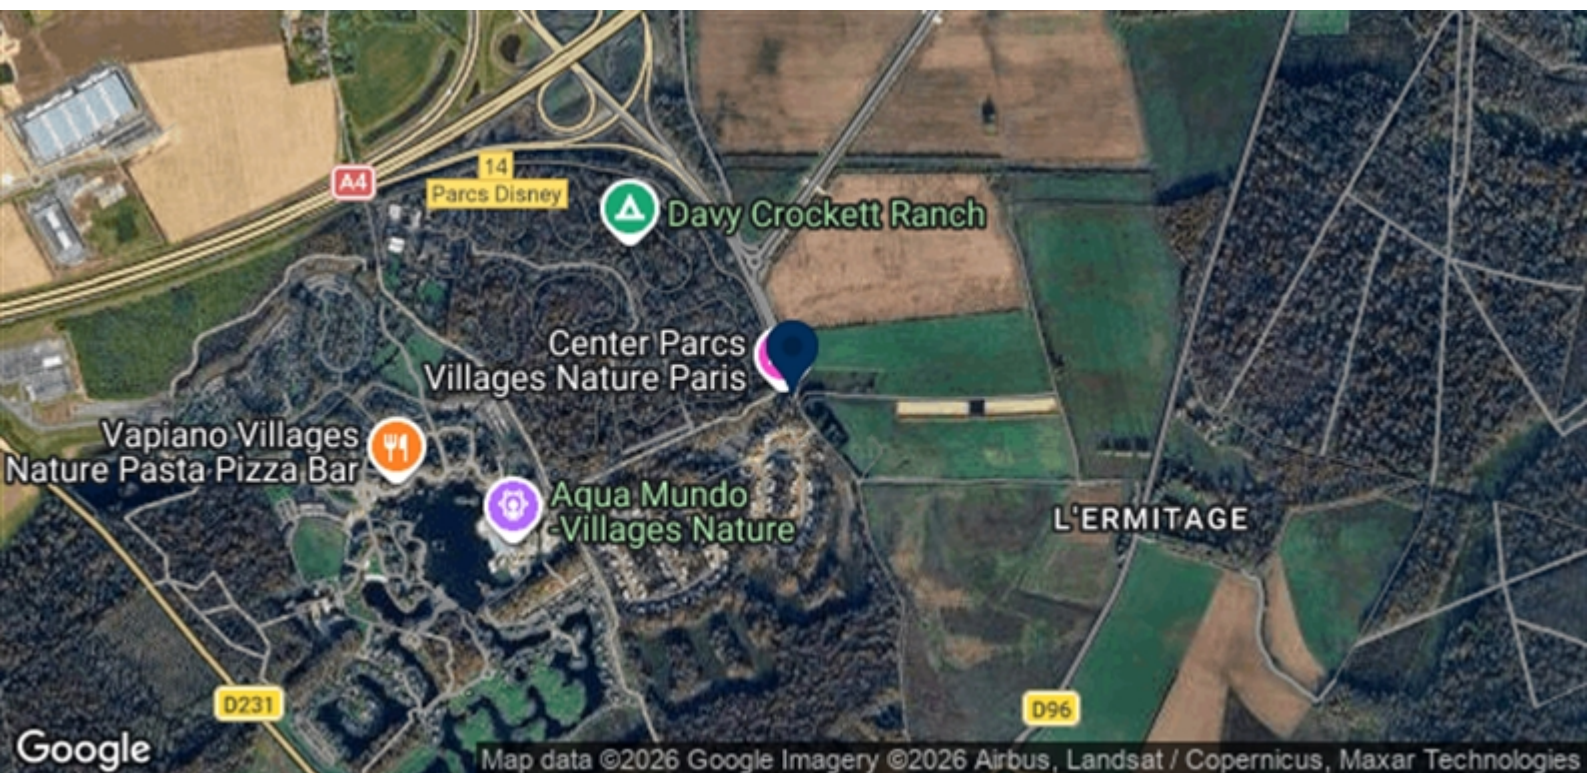 14
Parcs Disney
A4
Davy Crockett Ranch
Center Parcs
Villages Nature Paris
Vapiano Villages
Nature Pasta Pizza Bar
Aqua Mundo
-Villages Nature
L'ERMITAGE
D231
D96
Google
Map data ©2026 Google Imagery ©2026 Airbus, Landsat / Copernicus, Maxar Technologies